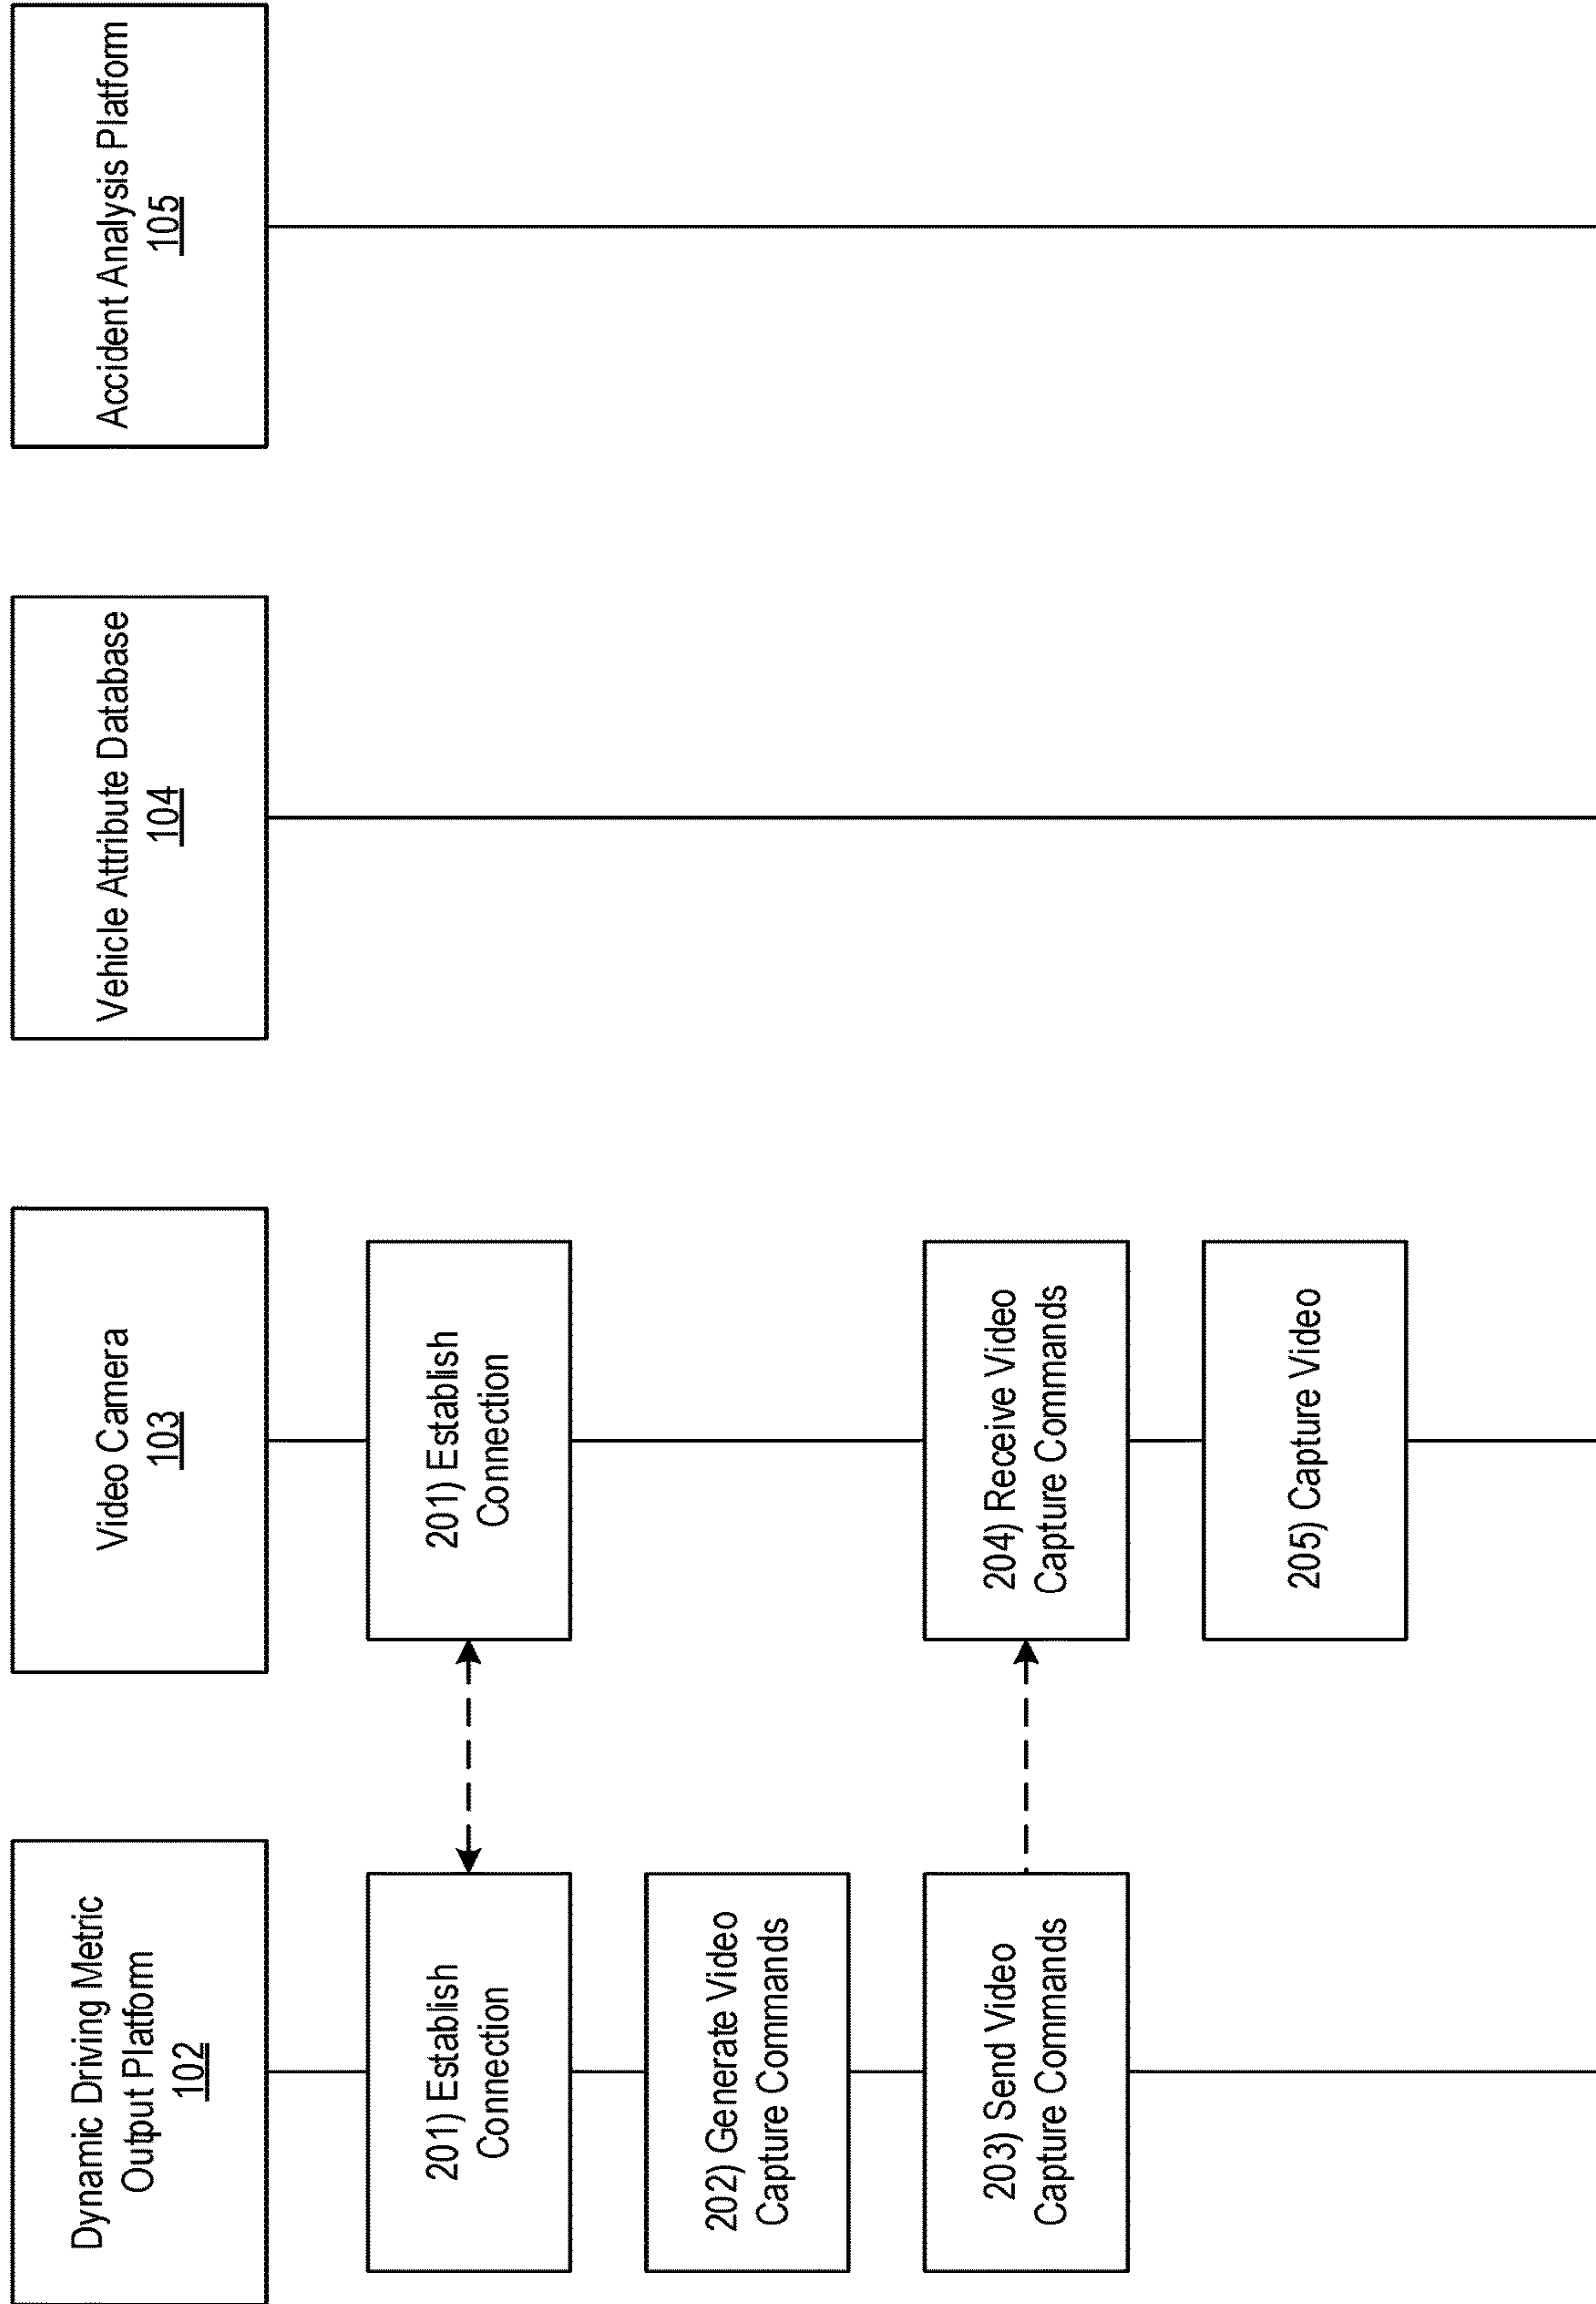 Dynamic Driving Metric
Output Platform
102
Video Camera
103
Vehicle Attribute Database
104
Accident Analysis Platform
105
201) Establish
Connection
201) Establish
Connection
202) Generate Video
Capture Commands
203) Send Video
Capture Commands
204) Receive Video
Capture Commands
205) Capture Video